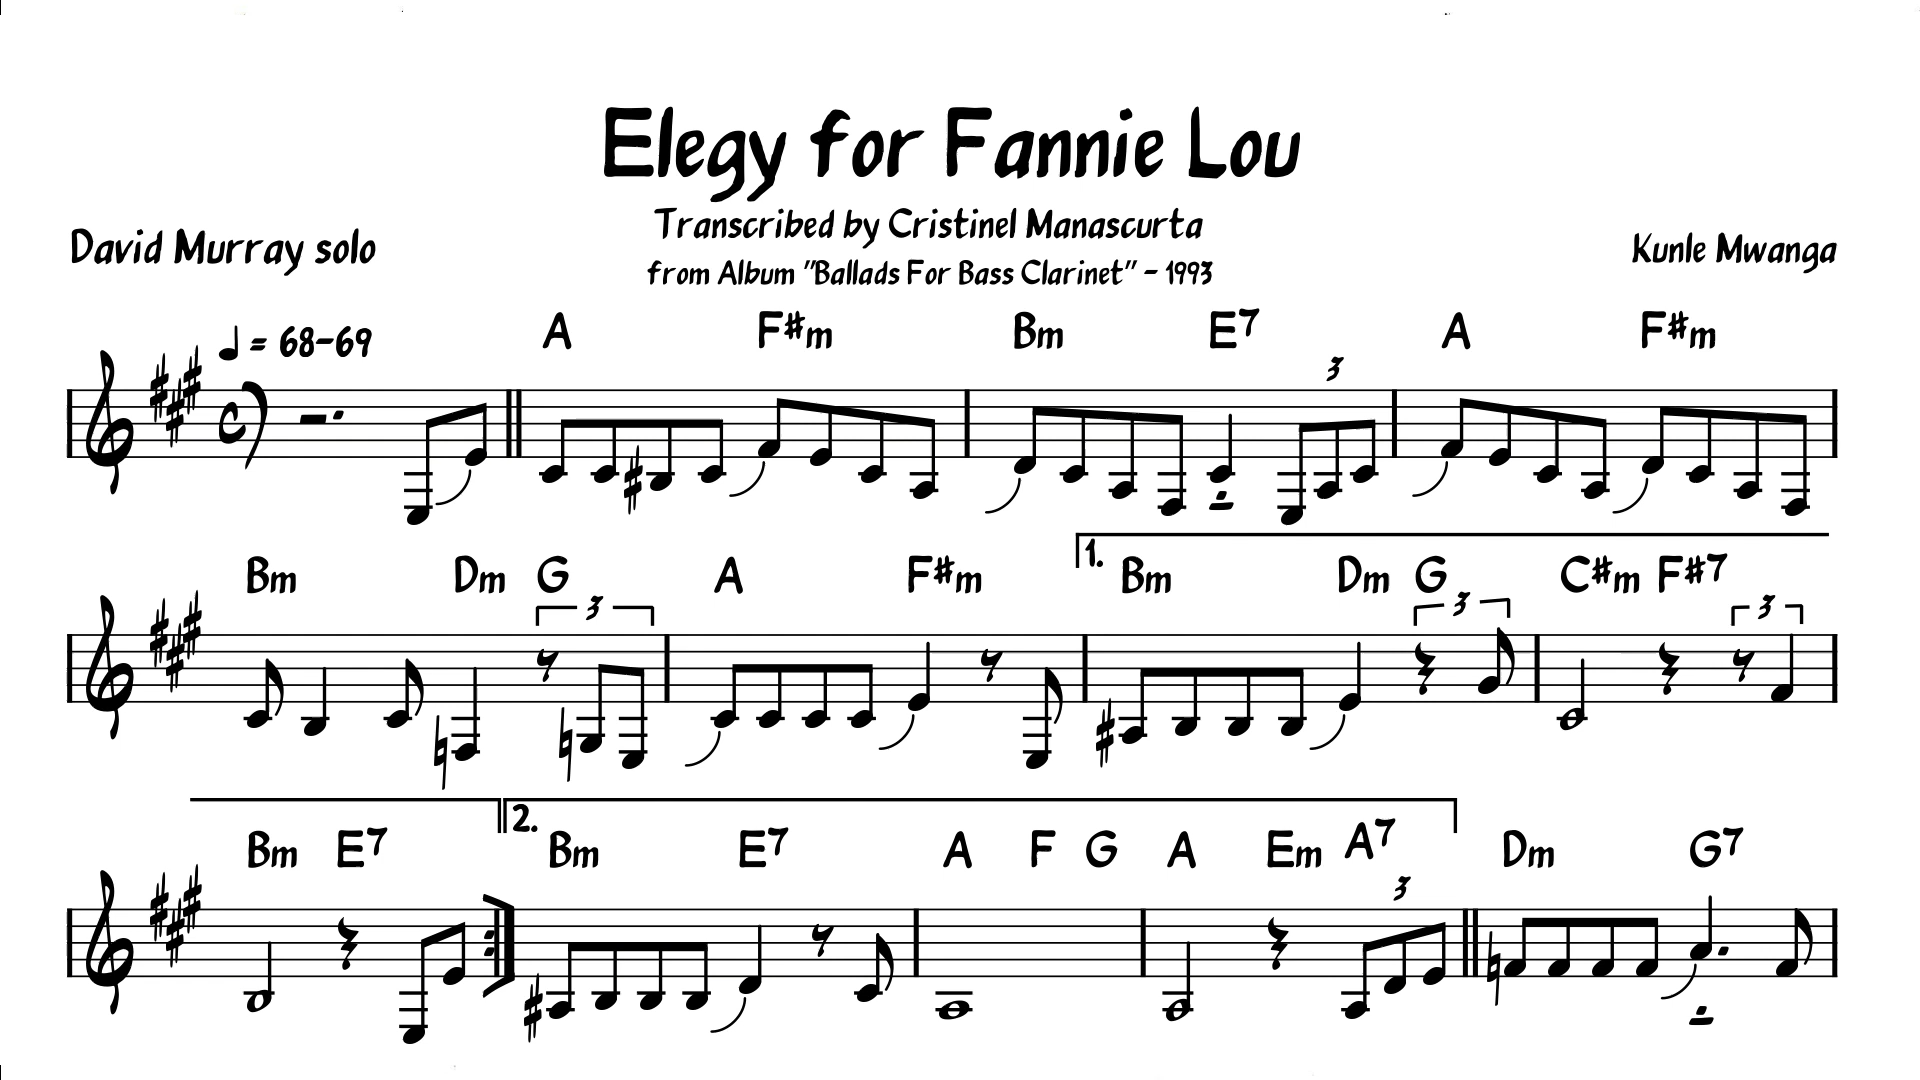 Elegy for Fannie Lou
Transcribed by Cristinel Manascurta
David Murray solo
Kunle Mwanga
from Album "Ballads For Bass Clarinet" - 1993
♩ = 68-69
A F#m Bm E7 A F#m
3
1.
Bm Dm G A F#m Bm Dm G C#m F#7
3 3 3
2.
Bm E7 Bm E7 A F G A Em A7 Dm G7
3